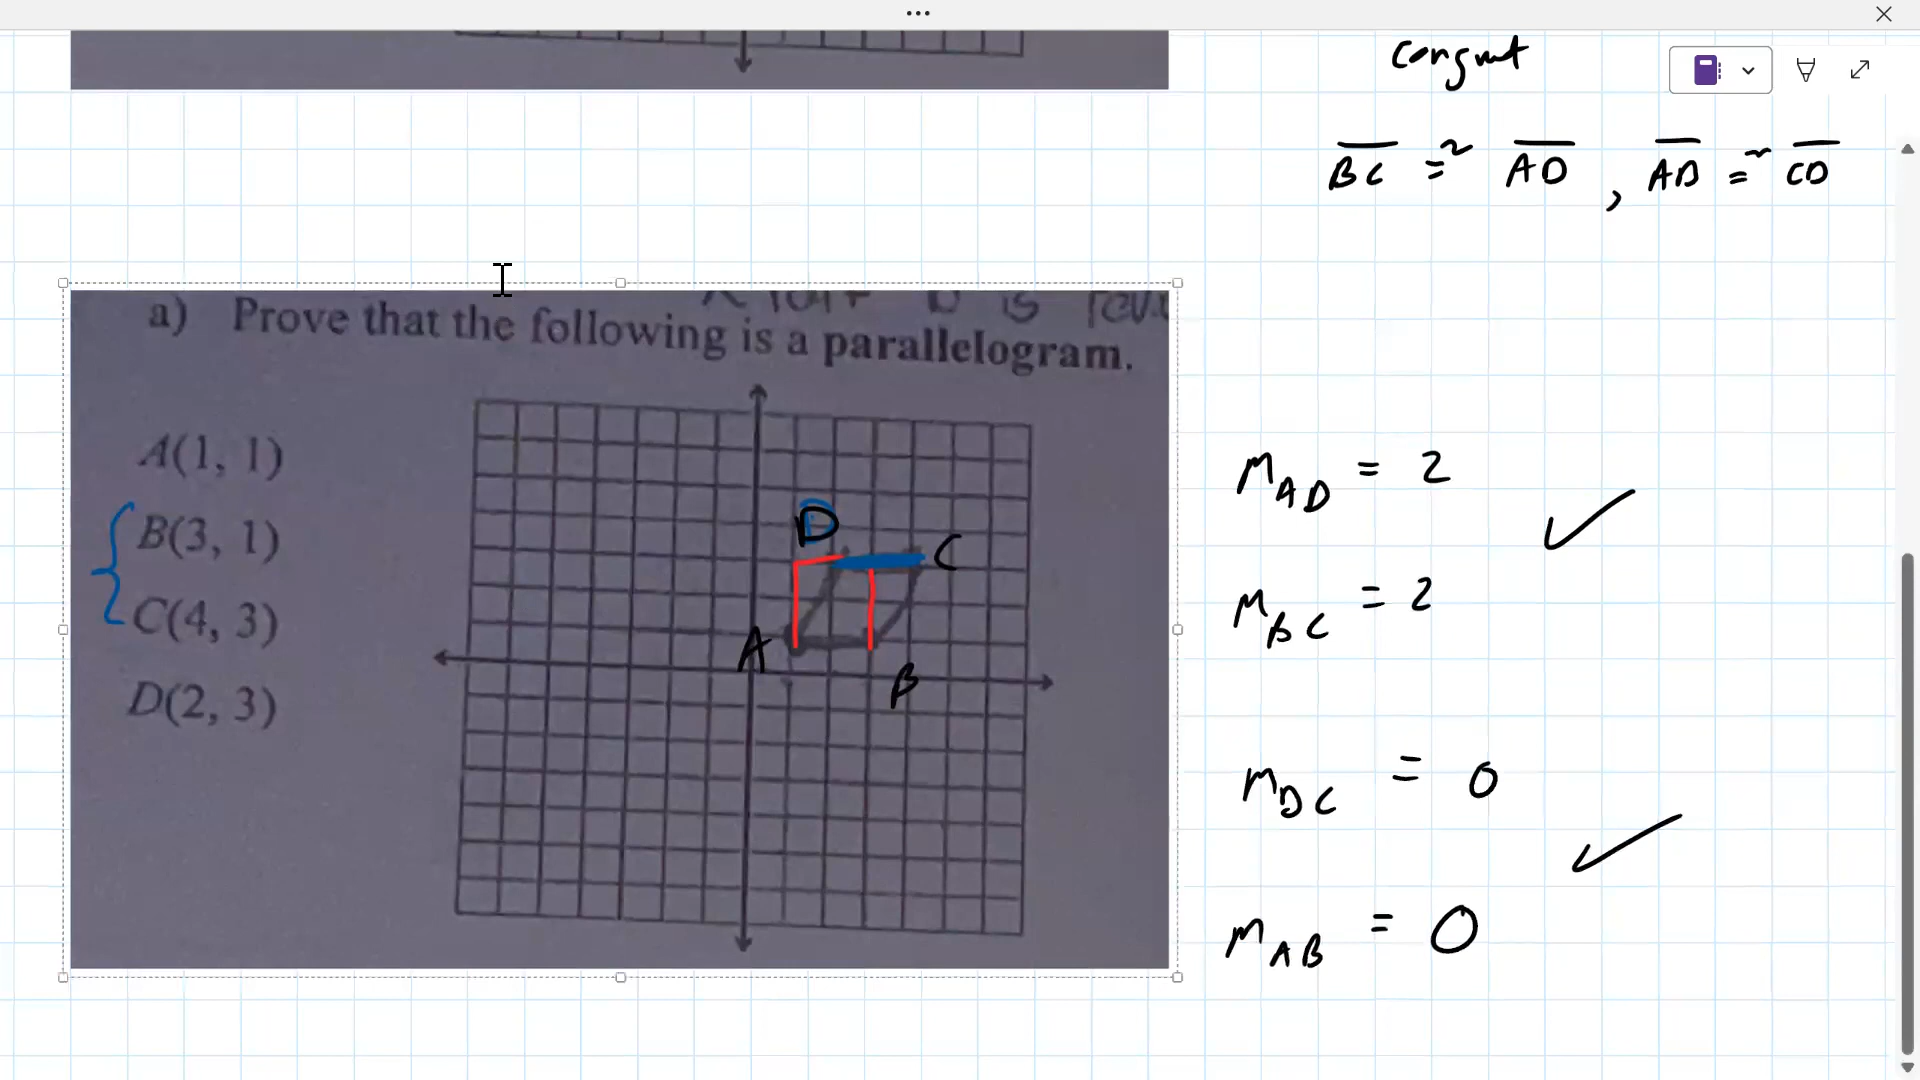 congruent
BC ≅ AD , AB ≅ CD
a) Prove that the following is a parallelogram.
A(1, 1)
B(3, 1)
C(4, 3)
D(2, 3)
D
C
A
B
m_AD = 2
m_BC = 2
m_DC = 0
m_AB = 0